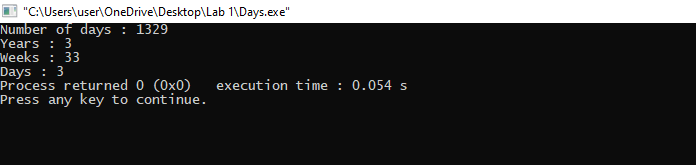 "C:\Users\user\OneDrive\Desktop\Lab 1\Days.exe"
Number of days : 1329
Years : 3
Weeks : 33
Days : 3
Process returned 0 (0x0)   execution time : 0.054 s
Press any key to continue.